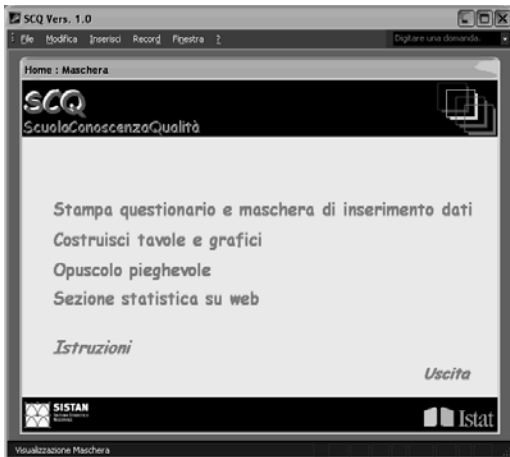 SCQ Vers. 1.0
File Modifica Inserisci Record Finestra ?
Digitare una domanda.
Home : Maschera
SCQ
ScuolaConoscenzaQualità
Stampa questionario e maschera di inserimento dati
Costruisci tavole e grafici
Opuscolo pieghevole
Sezione statistica su web
Istruzioni
Uscita
SISTAN
Istat
Visualizzazione Maschera